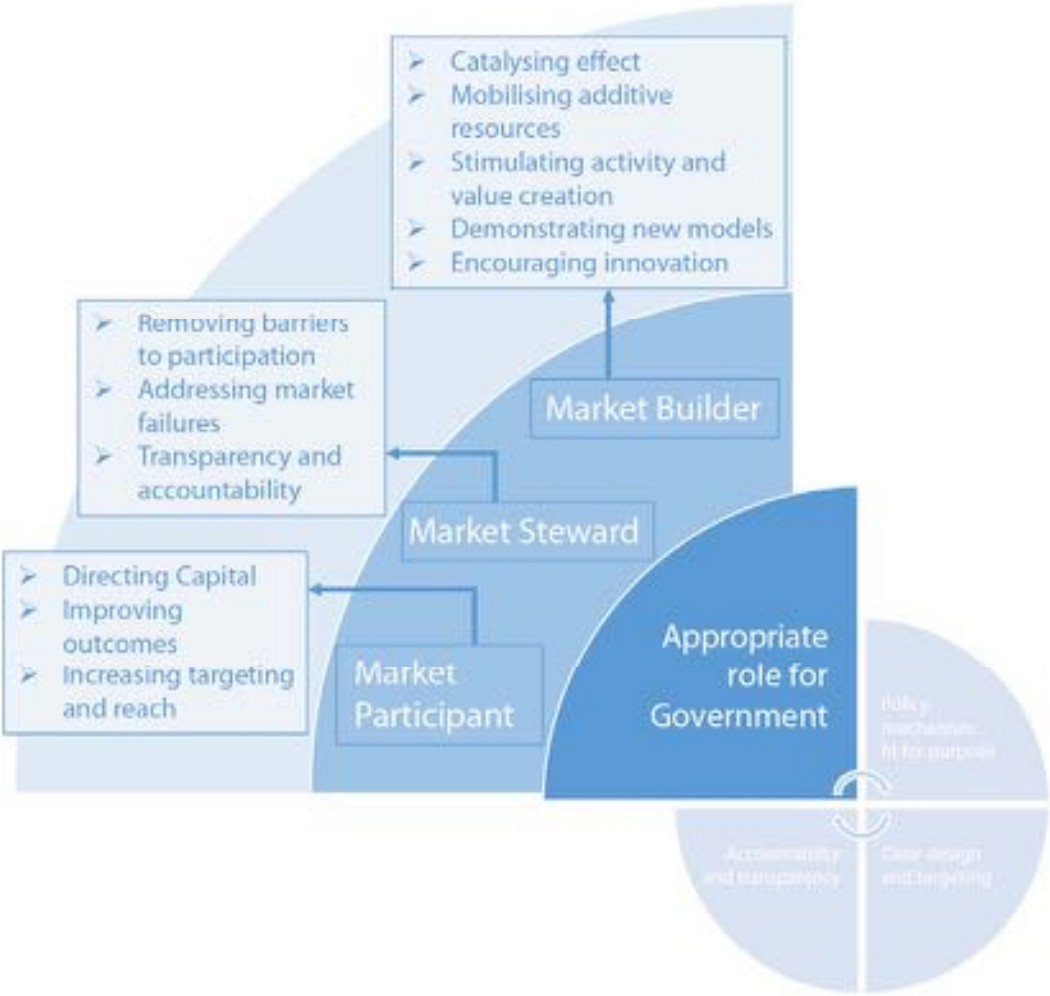 ➢ Catalysing effect
➢ Mobilising additive
resources
➢ Stimulating activity and
value creation
➢ Demonstrating new models
➢ Encouraging innovation
➢ Removing barriers
to participation
➢ Addressing market
failures
➢ Transparency and
accountability
Market Builder
Market Steward
➢ Directing Capital
➢ Improving
outcomes
➢ Increasing targeting
and reach
Market
Participant
Appropriate
role for
Government
Policy
mechanism
fit for purpose
Accountability
and transparency
Clear design
and targeting